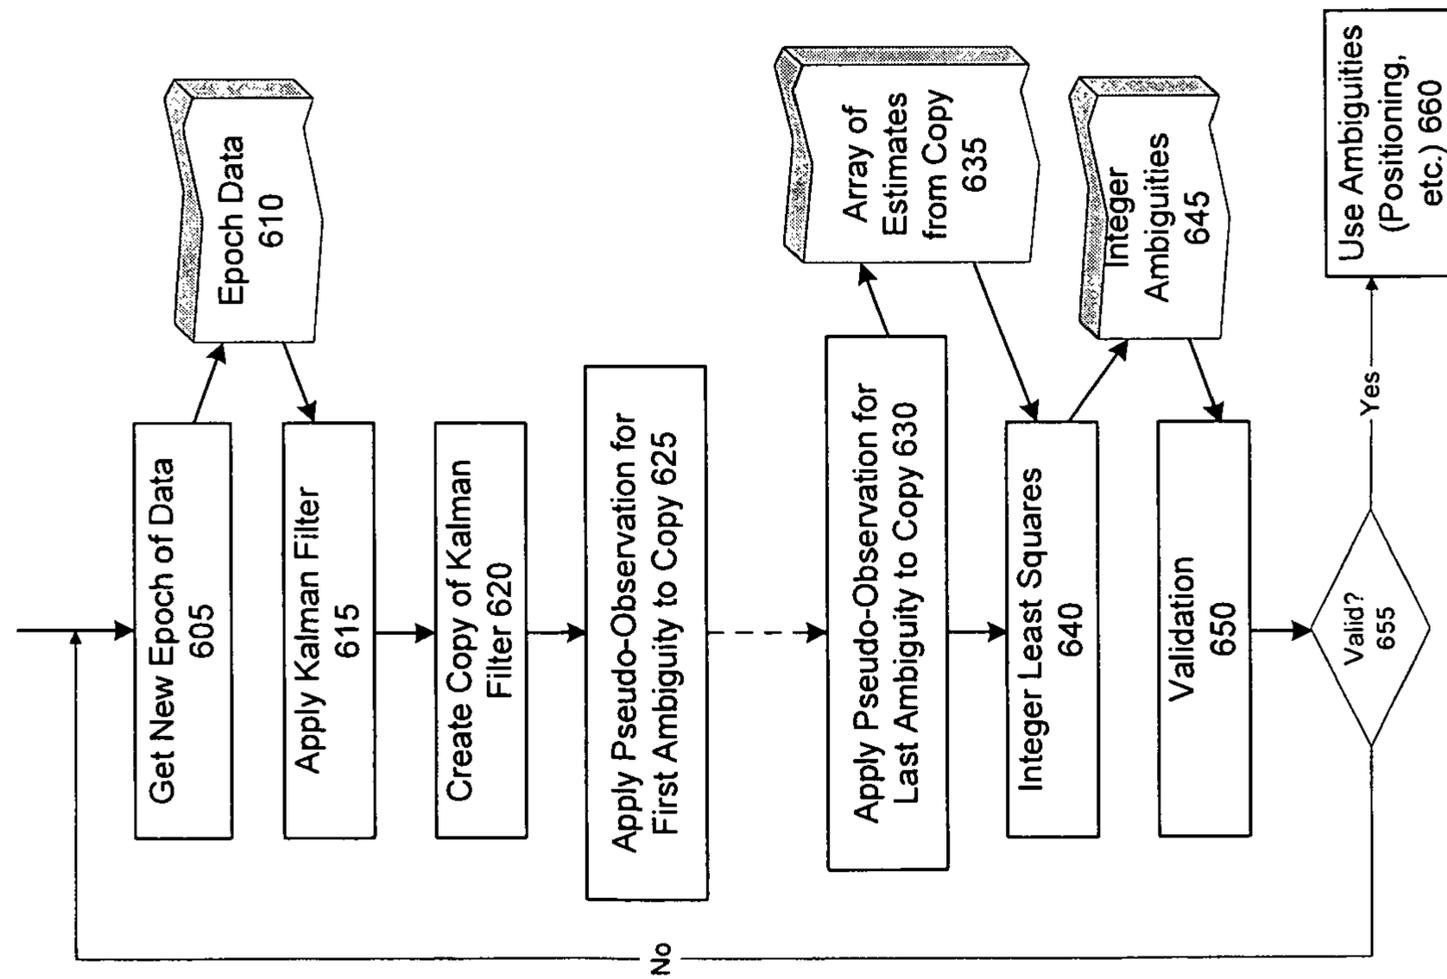 Get New Epoch of Data
605
Epoch Data
610
Apply Kalman Filter
615
Create Copy of Kalman
Filter 620
Apply Pseudo-Observation for
First Ambiguity to Copy 625
Apply Pseudo-Observation for
Last Ambiguity to Copy 630
Array of
Estimates
from Copy
635
Integer Least Squares
640
Integer
Ambiguities
645
Validation
650
Valid?
655
Yes
No
Use Ambiguities
(Positioning,
etc.) 660